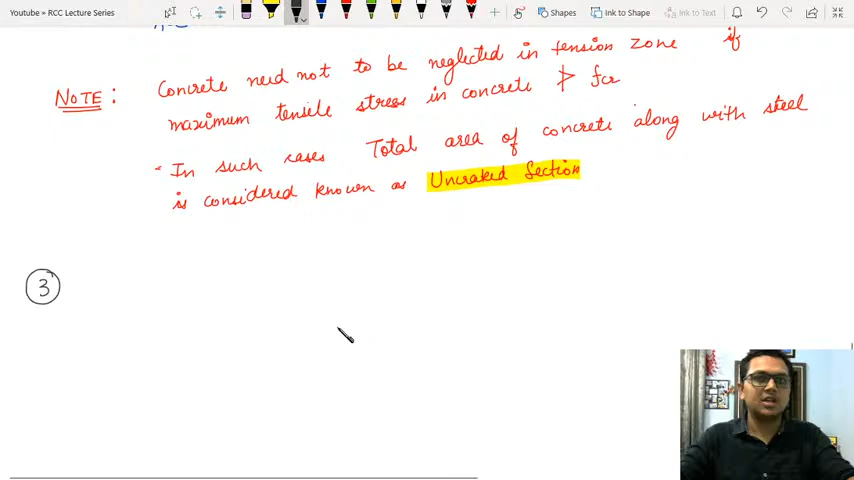 Youtube » RCC Lecture Series
Shapes
Ink to Shape
Ink to Text
NOTE : Concrete need not to be neglected in tension zone if
maximum tensile stress in concrete ≯ fcr
- In such cases Total area of concrete along with steel
is considered known as Uncraked Section
3